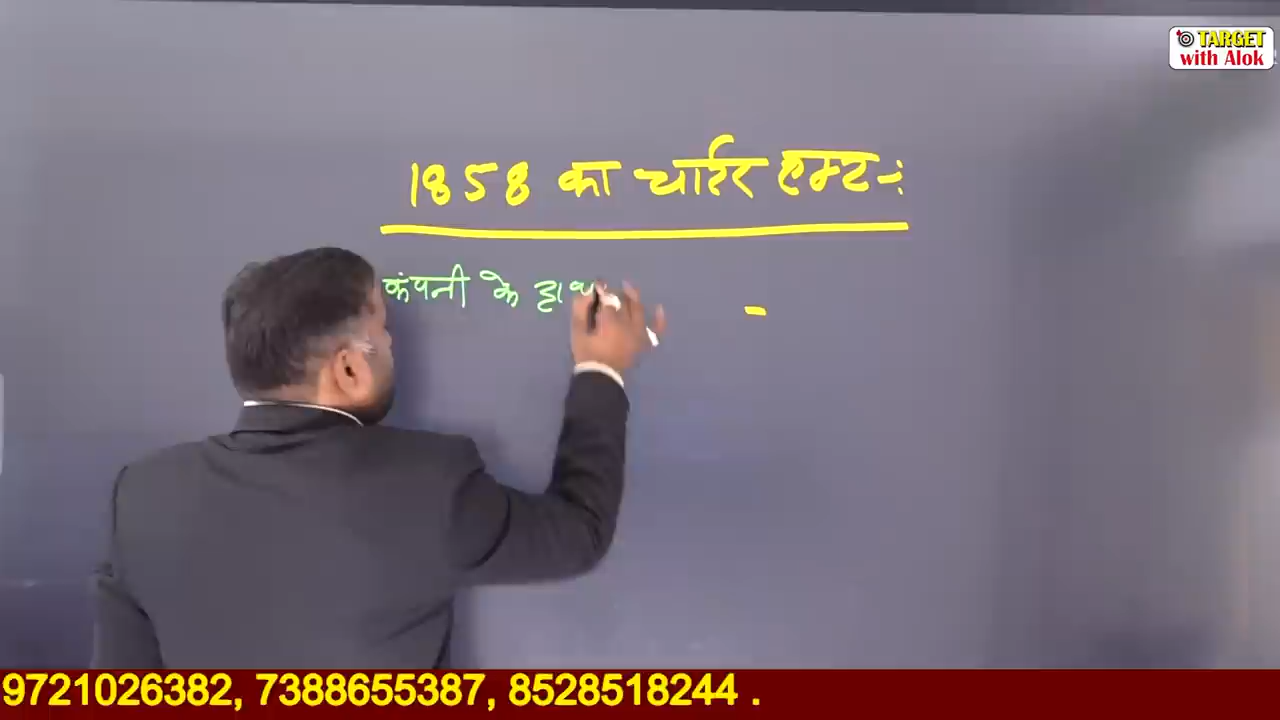 TARGET
with Alok
1858 का चार्टर एक्ट -:
कंपनी के हाथ
9721026382, 7388655387, 8528518244 .